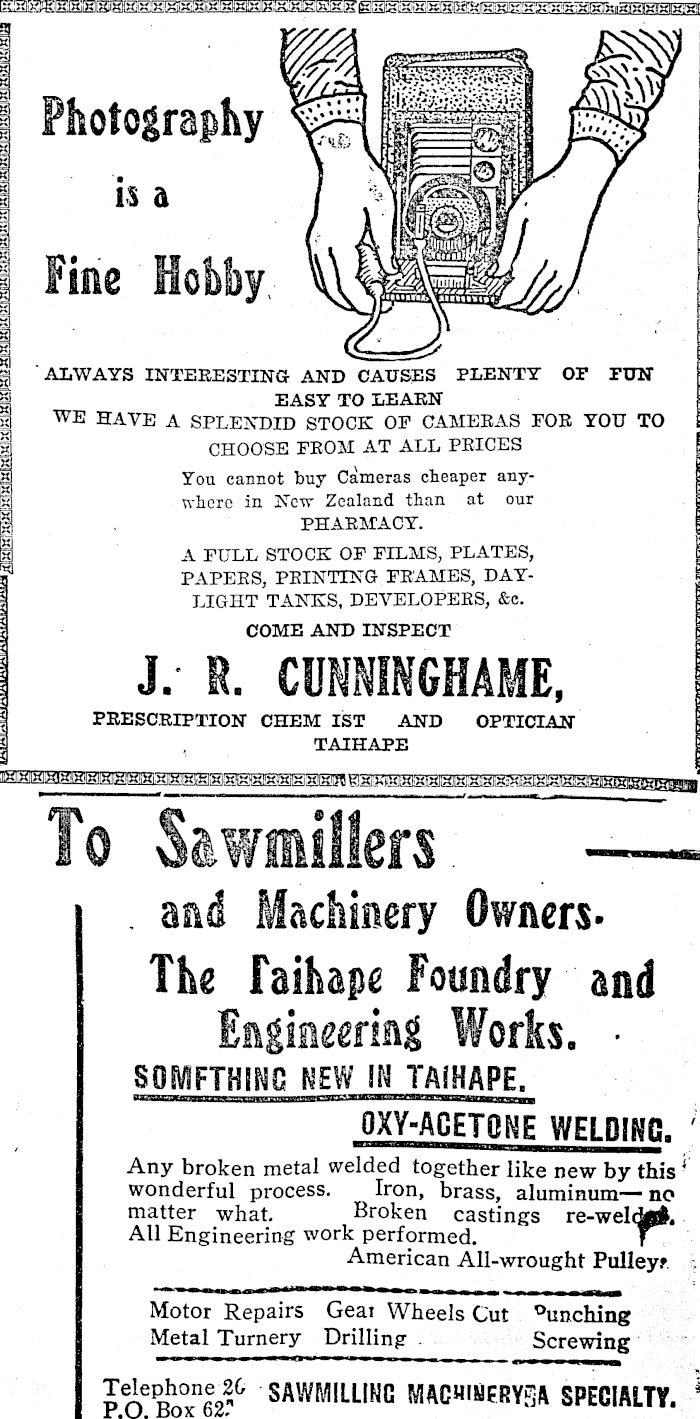 Photography
is a
Fine Hobby
ALWAYS INTERESTING AND CAUSES PLENTY OF FUN
EASY TO LEARN
WE HAVE A SPLENDID STOCK OF CAMERAS FOR YOU TO
CHOOSE FROM AT ALL PRICES
You cannot buy Cameras cheaper any-
where in New Zealand than at our
PHARMACY.
A FULL STOCK OF FILMS, PLATES,
PAPERS, PRINTING FRAMES, DAY-
LIGHT TANKS, DEVELOPERS, &c.
COME AND INSPECT
J. R. CUNNINGHAME,
PRESCRIPTION CHEM IST AND OPTICIAN
TAIHAPE
To Sawmillers
and Machinery Owners.
The Taihape Foundry and
Engineering Works.
SOMETHING NEW IN TAIHAPE.
OXY-ACETONE WELDING.
Any broken metal welded together like new by this
wonderful process. Iron, brass, aluminum—no
matter what. Broken castings re-welded.
All Engineering work performed.
American All-wrought Pulleys.
Motor Repairs Gear Wheels Cut Punching
Metal Turnery Drilling Screwing
Telephone 26 SAWMILLING MACHINERY A SPECIALTY.
P.O. Box